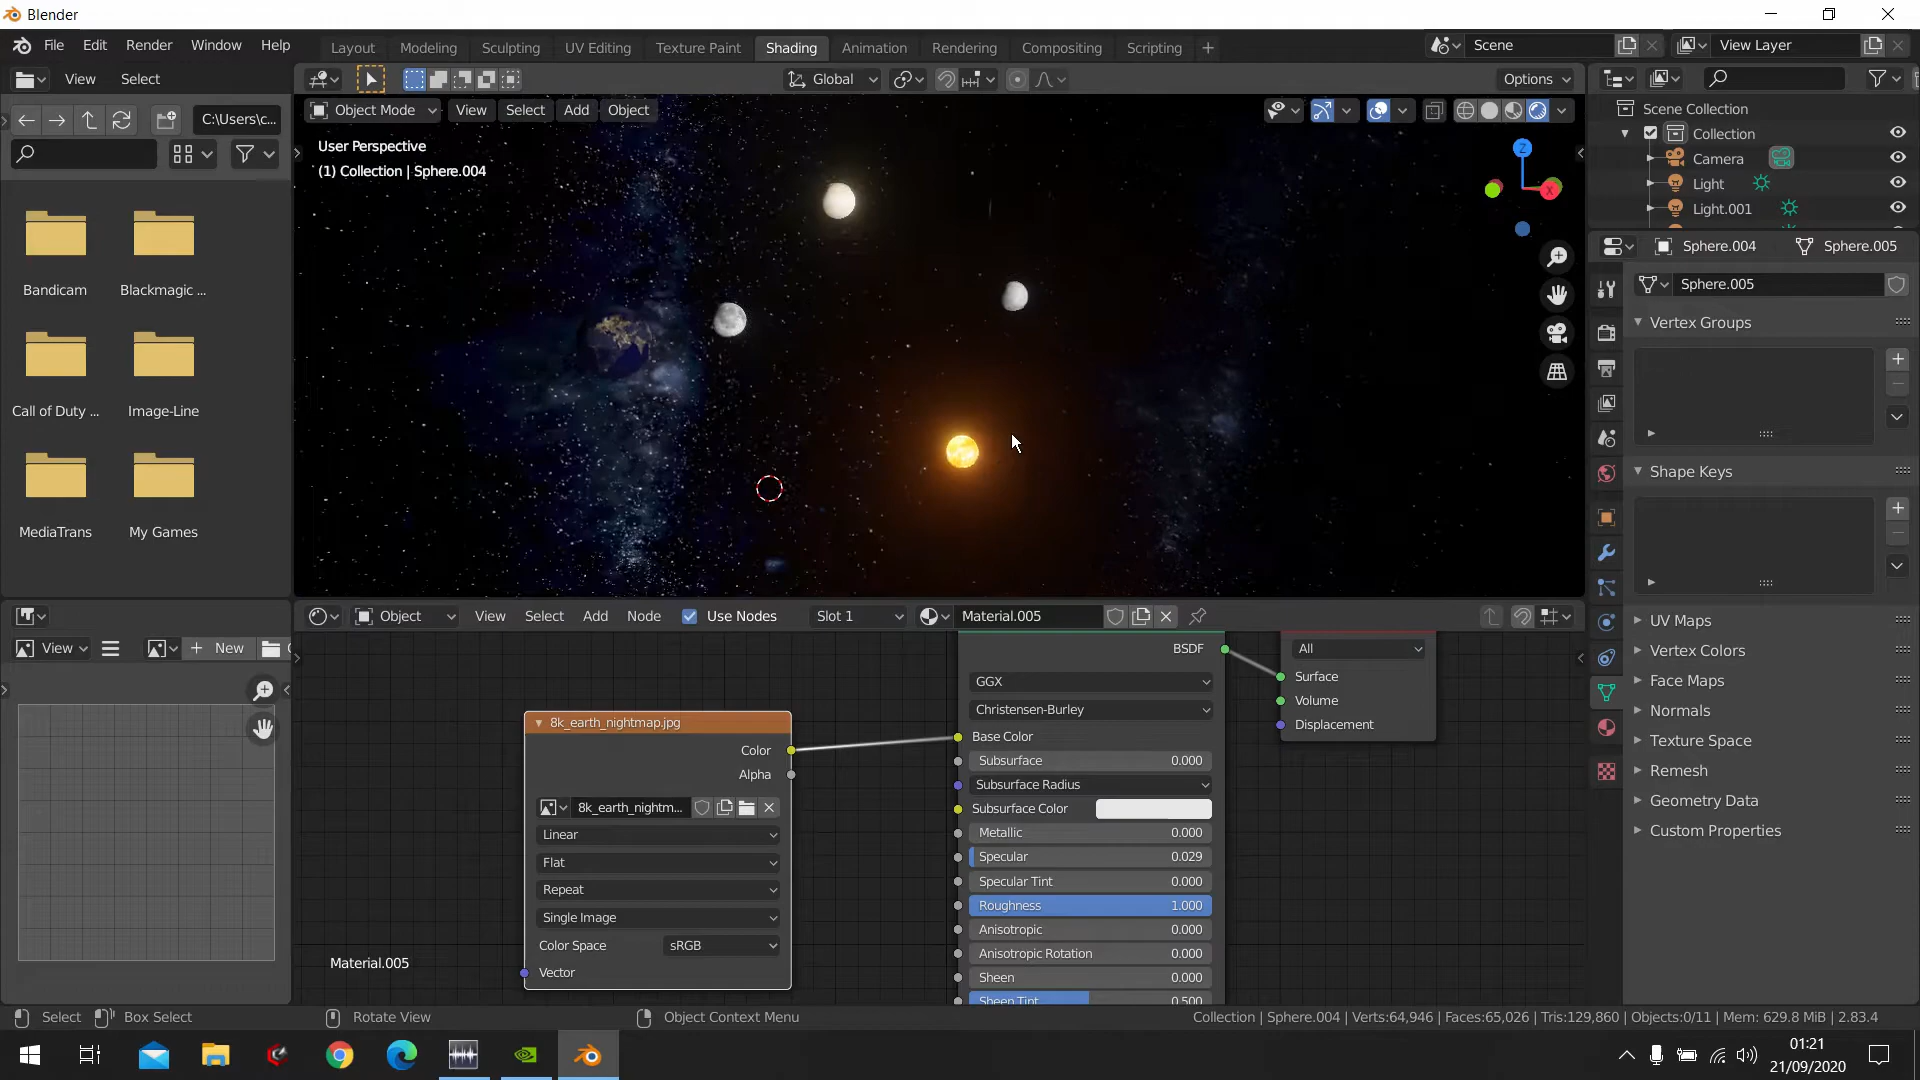 Blender
File Edit Render Window Help
Layout Modeling Sculpting UV Editing Texture Paint Shading Animation Rendering Compositing Scripting
Scene
View Layer
View Select
Global
Options
C:\Users\c...
Object Mode View Select Add Object
User Perspective
(1) Collection | Sphere.004
Z
X
Scene Collection
Collection
Camera
Light
Light.001
Sphere.004 Sphere.005
Sphere.005
Vertex Groups
Shape Keys
UV Maps
Vertex Colors
Face Maps
Normals
Texture Space
Remesh
Geometry Data
Custom Properties
Bandicam
Blackmagic ...
Call of Duty ...
Image-Line
MediaTrans
My Games
View
New
Object View Select Add Node Use Nodes Slot 1 Material.005
8k_earth_nightmap.jpg
Color
Alpha
8k_earth_nightm...
Linear
Flat
Repeat
Single Image
Color Space sRGB
Vector
Material.005
BSDF
GGX
Christensen-Burley
Base Color
Subsurface 0.000
Subsurface Radius
Subsurface Color
Metallic 0.000
Specular 0.029
Specular Tint 0.000
Roughness 1.000
Anisotropic 0.000
Anisotropic Rotation 0.000
Sheen 0.000
Sheen Tint 0.500
All
Surface
Volume
Displacement
Select Box Select Rotate View Object Context Menu
Collection | Sphere.004 | Verts:64,946 | Faces:65,026 | Tris:129,860 | Objects:0/11 | Mem: 629.8 MiB | 2.83.4
01:21
21/09/2020